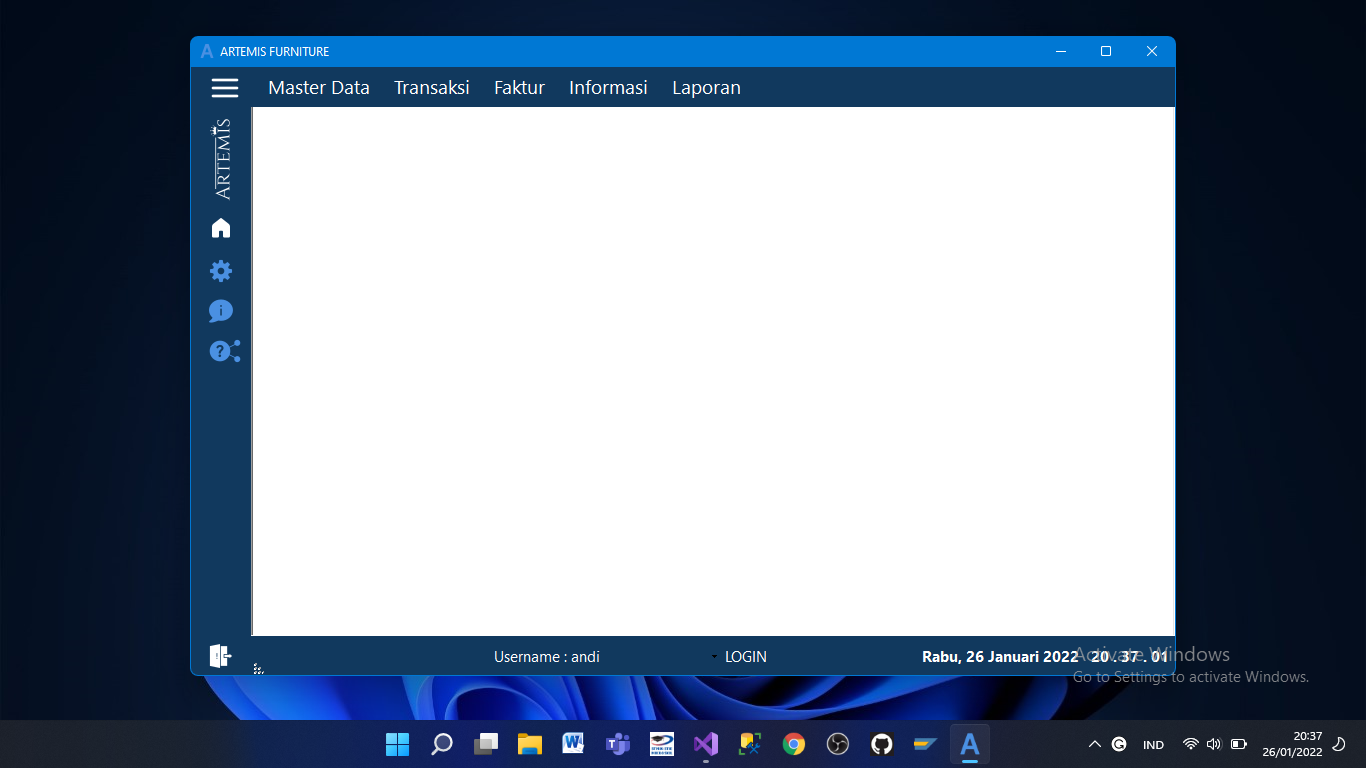 A ARTEMIS FURNITURE
Master Data Transaksi Faktur Informasi Laporan
ARTEMIS
Username : andi LOGIN Rabu, 26 Januari 2022 20 . 37 . 01
Activate Windows
Go to Settings to activate Windows.
IND 20:37
26/01/2022